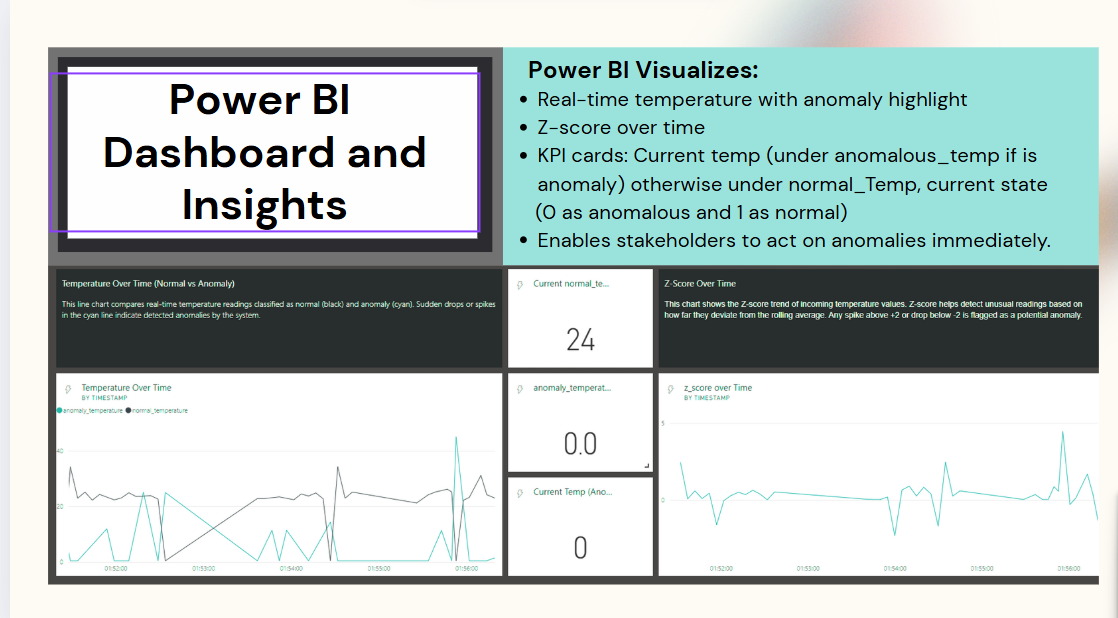 Power BI
Dashboard and
Insights
Power BI Visualizes:
• Real-time temperature with anomaly highlight
• Z-score over time
• KPI cards: Current temp (under anomalous_temp if is
anomaly) otherwise under normal_Temp, current state
(0 as anomalous and 1 as normal)
• Enables stakeholders to act on anomalies immediately.
Temperature Over Time (Normal vs Anomaly)
This line chart compares real-time temperature readings classified as normal (black) and anomaly (cyan). Sudden drops or spikes
in the cyan line indicate detected anomalies by the system.
Current normal_te...
24
Z-Score Over Time
This chart shows the Z-score trend of incoming temperature values. Z-score helps detect unusual readings based on
how far they deviate from the rolling average. Any spike above +2 or drop below -2 is flagged as a potential anomaly.
Temperature Over Time
BY TIMESTAMP
anomaly_temperature normal_temperature
40
20
0
01:52:00 01:53:00 01:54:00 01:55:00 01:56:00
anomaly_temperat...
0.0
Current Temp (Ano...
0
z_score over Time
BY TIMESTAMP
5
0
01:52:00 01:53:00 01:54:00 01:55:00 01:56:00